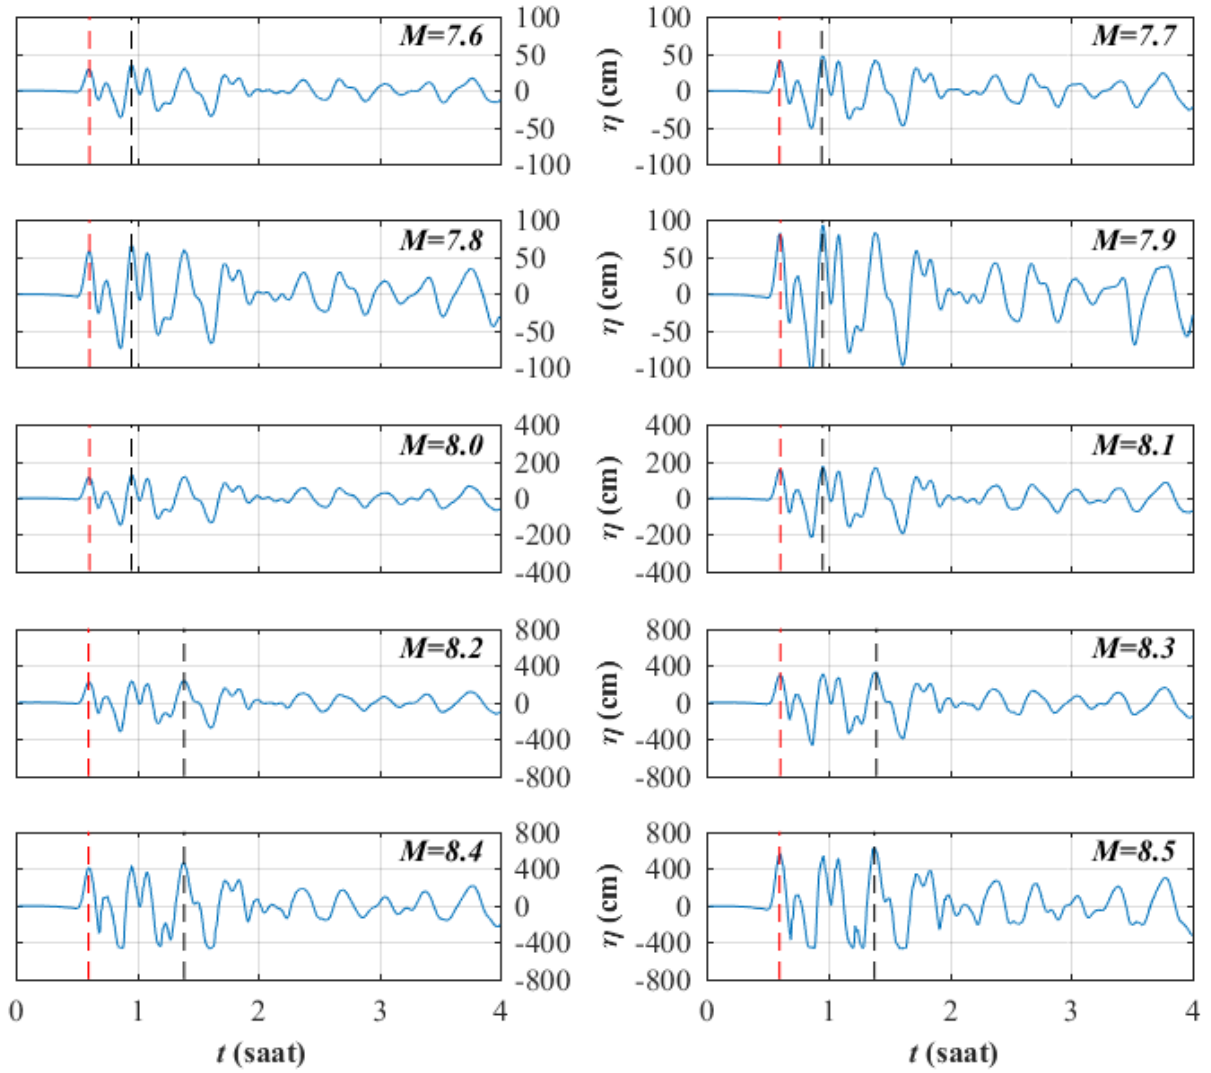 100 M=7.6 100 M=7.7
50 η (cm) 50
0 0
-50 -50
-100 -100
100 M=7.8 100 M=7.9
50 η (cm) 50
0 0
-50 -50
-100 -100
400 M=8.0 400 M=8.1
200 η (cm) 200
0 0
-200 -200
-400 -400
800 M=8.2 800 M=8.3
400 η (cm) 400
0 0
-400 -400
-800 -800
800 M=8.4 800 M=8.5
400 η (cm) 400
0 0
-400 -400
-800 -800
0 1 2 3 4 0 1 2 3 4
t (saat) t (saat)